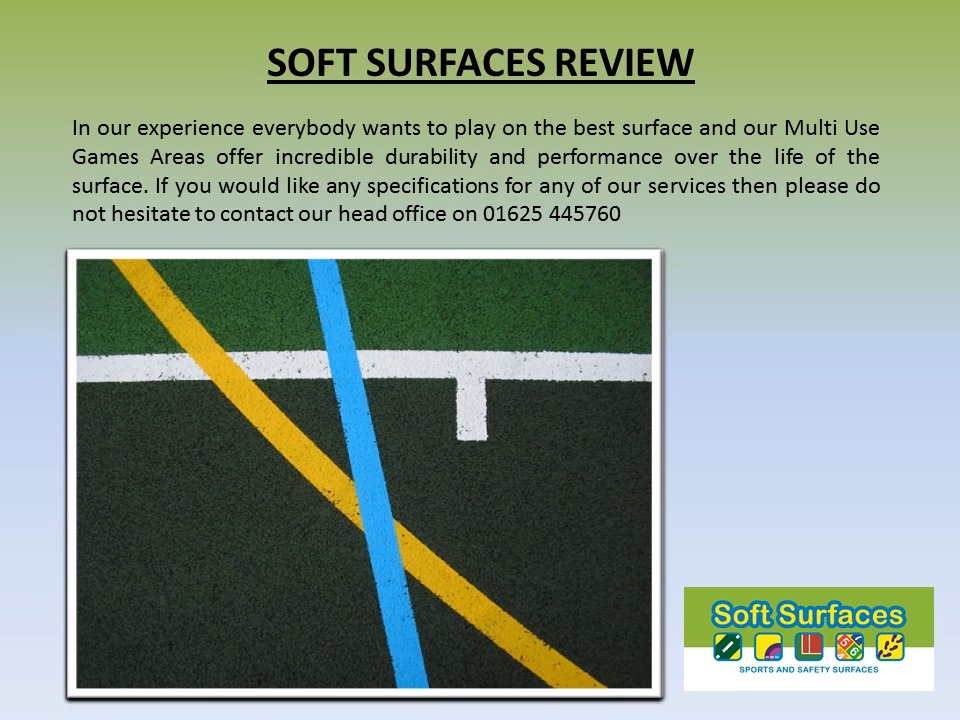 SOFT SURFACES REVIEW
In our experience everybody wants to play on the best surface and our Multi Use
Games Areas offer incredible durability and performance over the life of the
surface. If you would like any specifications for any of our services then please do
not hesitate to contact our head office on 01625 445760
Soft Surfaces
SPORTS AND SAFETY SURFACES